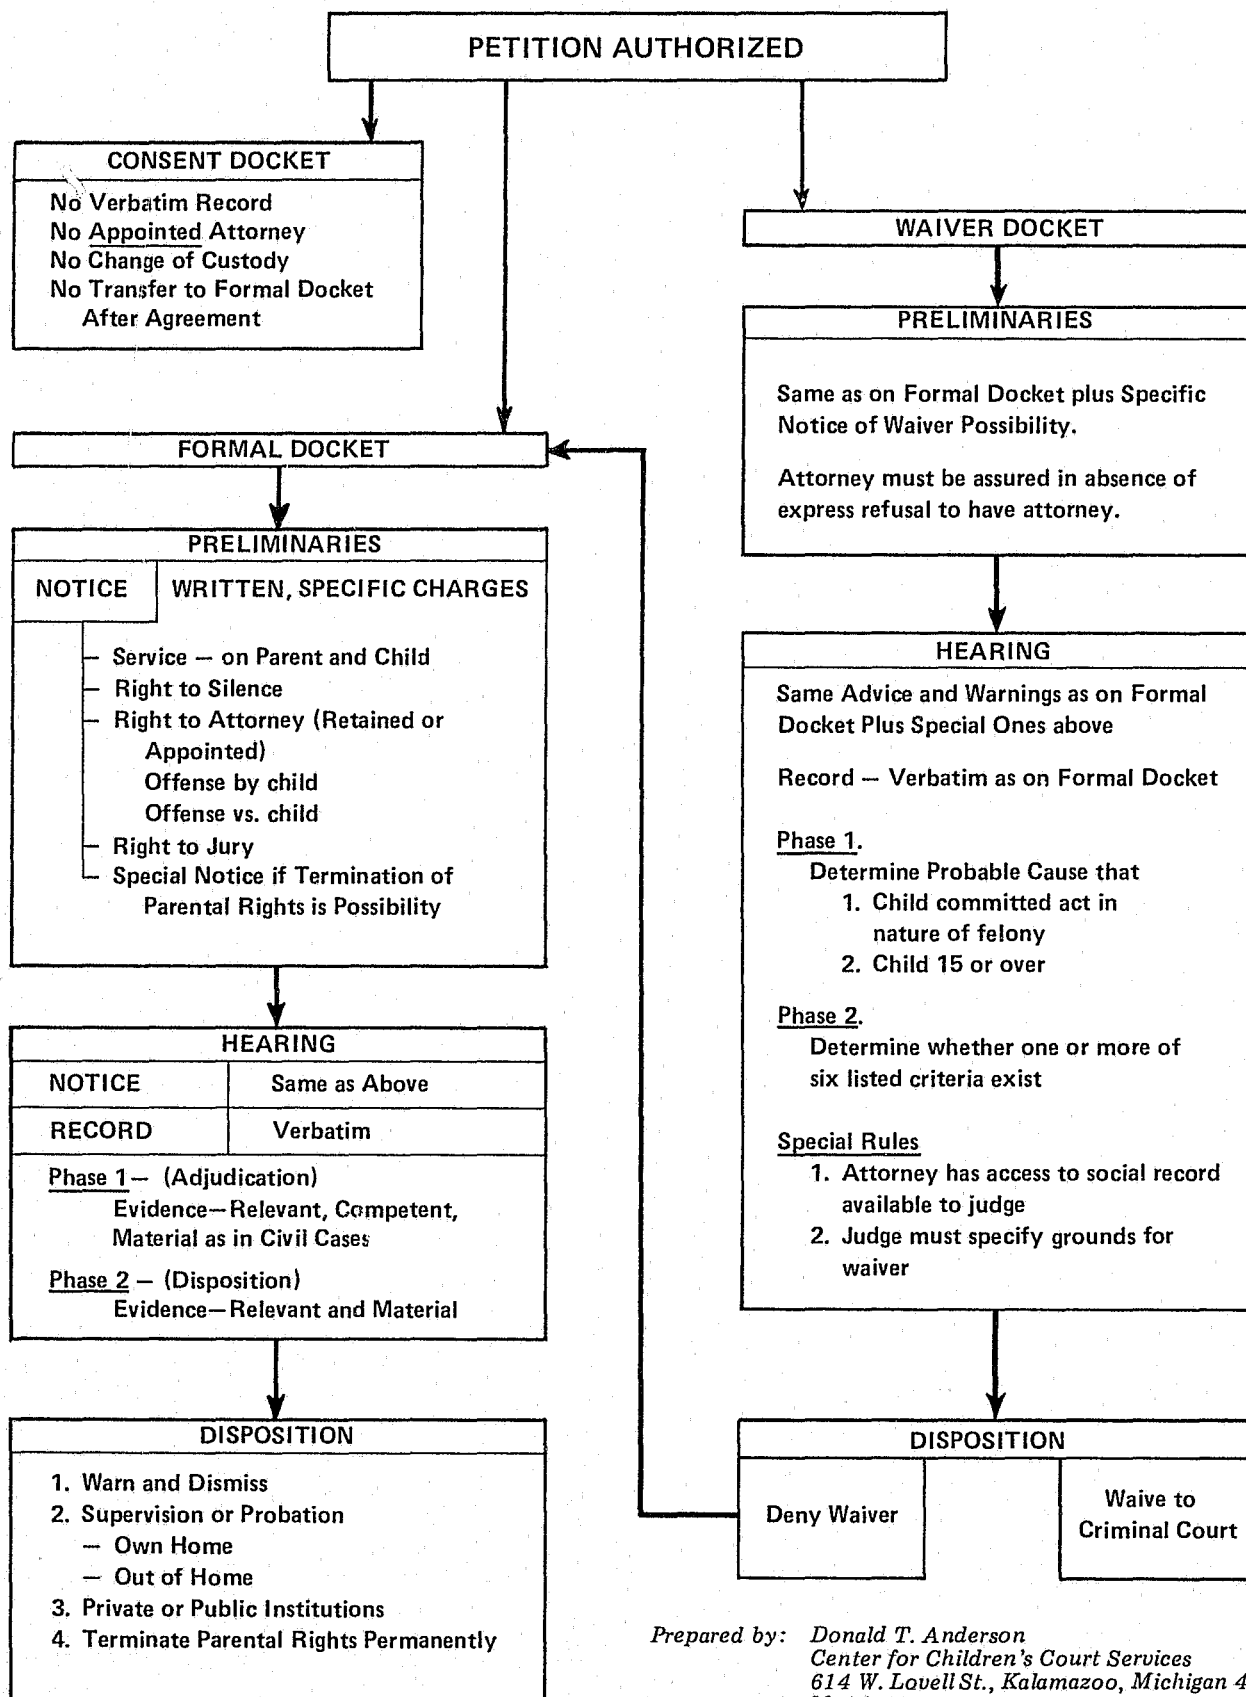 PETITION AUTHORIZED
CONSENT DOCKET
No Verbatim Record
No Appointed Attorney
No Change of Custody
No Transfer to Formal Docket
After Agreement
FORMAL DOCKET
PRELIMINARIES
NOTICE
WRITTEN, SPECIFIC CHARGES
– Service – on Parent and Child
– Right to Silence
– Right to Attorney (Retained or
Appointed)
Offense by child
Offense vs. child
– Right to Jury
– Special Notice if Termination of
Parental Rights is Possibility
HEARING
NOTICE Same as Above
RECORD Verbatim
Phase 1 – (Adjudication)
Evidence–Relevant, Competent,
Material as in Civil Cases
Phase 2 – (Disposition)
Evidence–Relevant and Material
DISPOSITION
1. Warn and Dismiss
2. Supervision or Probation
– Own Home
– Out of Home
3. Private or Public Institutions
4. Terminate Parental Rights Permanently
WAIVER DOCKET
PRELIMINARIES
Same as on Formal Docket plus Specific
Notice of Waiver Possibility.
Attorney must be assured in absence of
express refusal to have attorney.
HEARING
Same Advice and Warnings as on Formal
Docket Plus Special Ones above
Record – Verbatim as on Formal Docket
Phase 1.
Determine Probable Cause that
1. Child committed act in
nature of felony
2. Child 15 or over
Phase 2.
Determine whether one or more of
six listed criteria exist
Special Rules
1. Attorney has access to social record
available to judge
2. Judge must specify grounds for
waiver
DISPOSITION
Deny Waiver
Waive to
Criminal Court
Prepared by: Donald T. Anderson
Center for Children's Court Services
614 W. Lovell St., Kalamazoo, Michigan 4